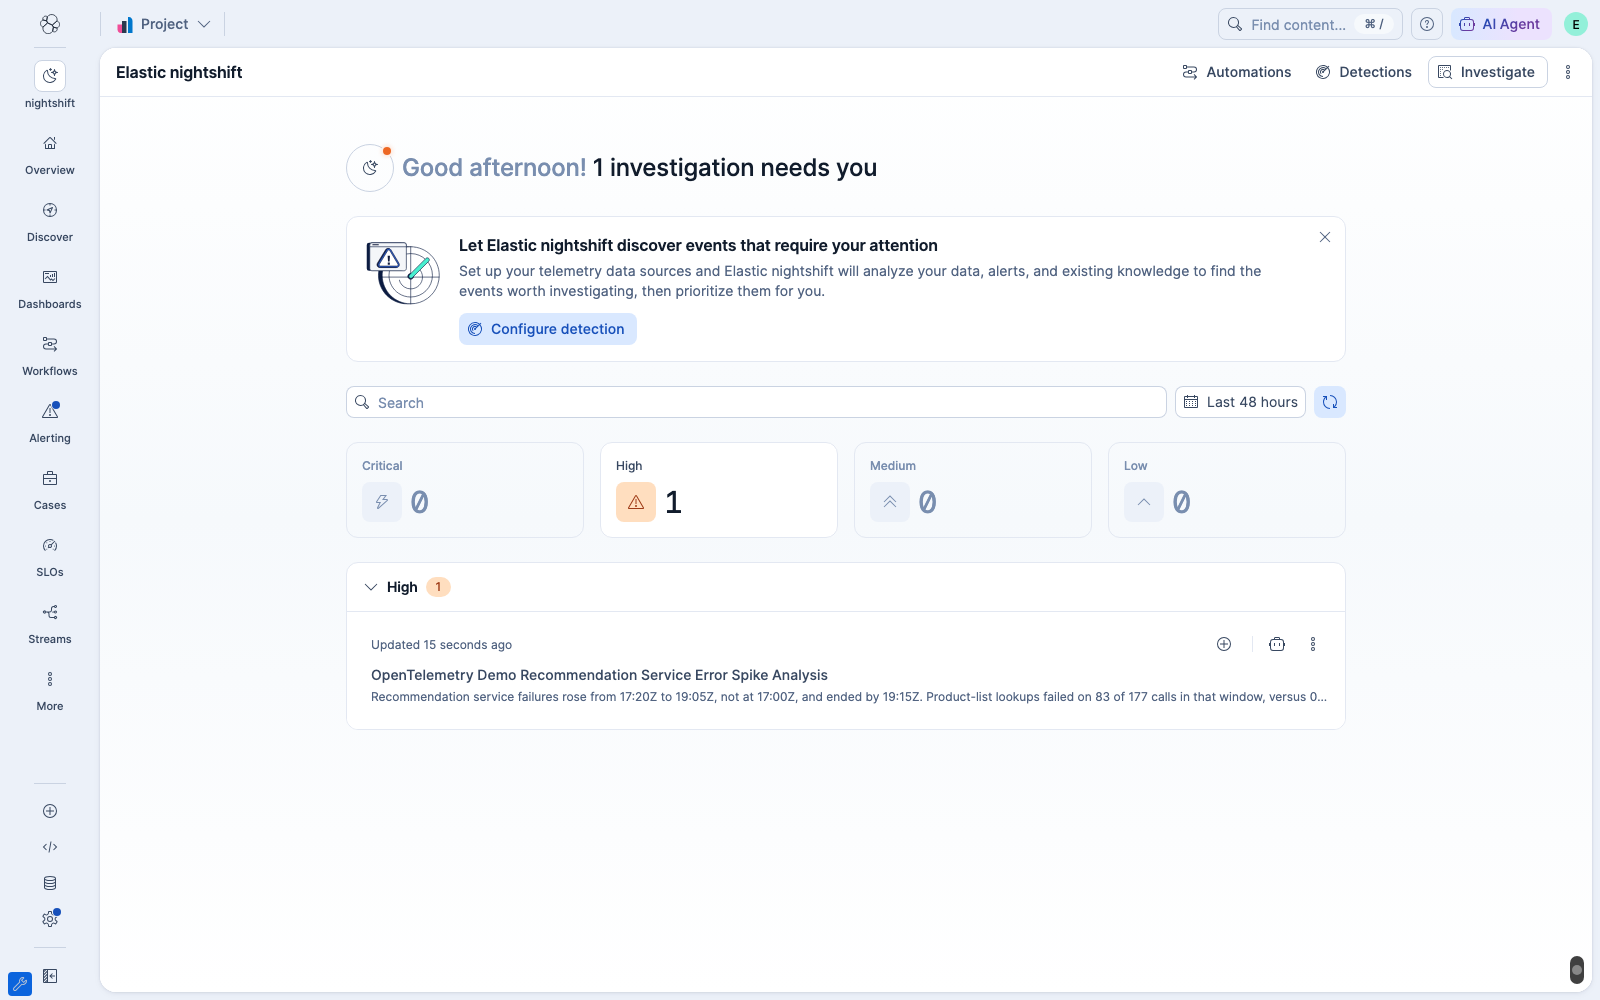 Project
Find content... ⌘ /
AI Agent
E
Elastic nightshift
Automations
Detections
Investigate
nightshift
Overview
Discover
Dashboards
Workflows
Alerting
Cases
SLOs
Streams
More
Good afternoon! 1 investigation needs you
Let Elastic nightshift discover events that require your attention
Set up your telemetry data sources and Elastic nightshift will analyze your data, alerts, and existing knowledge to find the
events worth investigating, then prioritize them for you.
Configure detection
Search
Last 48 hours
Critical
0
High
1
Medium
0
Low
0
High 1
Updated 15 seconds ago
OpenTelemetry Demo Recommendation Service Error Spike Analysis
Recommendation service failures rose from 17:20Z to 19:05Z, not at 17:00Z, and ended by 19:15Z. Product-list lookups failed on 83 of 177 calls in that window, versus 0...